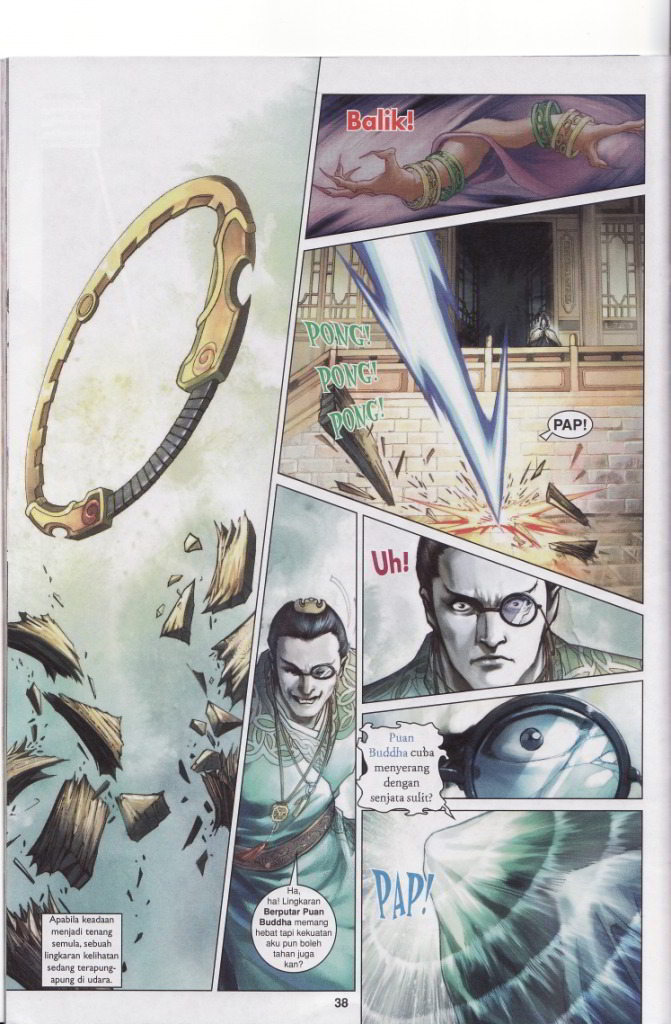 Balik!
PONG!
PONG!
PONG!
PAP!
Uh!
Puan
Buddha cuba
menyerang
dengan
senjata sulit?
PAP!
Ha,
ha! Lingkaran
Berputar Puan
Buddha memang
hebat tapi kekuatan
aku pun boleh
tahan juga
kan?
Apabila keadaan
menjadi tenang
semula, sebuah
lingkaran kelihatan
sedang terapung-
apung di udara.
38